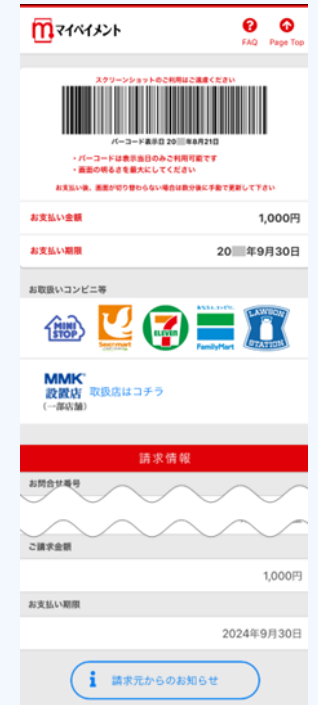 マイペイメント
FAQ
Page Top
スクリーンショットのご利用はご遠慮ください
バーコード表示日 20 年8月21日
・バーコードは表示当日のみご利用可能です
・画面の明るさを最大にしてください
お支払い後、画面が切り替わらない場合は数分後に手動で更新して下さい
お支払い金額 1,000円
お支払い期限 20 年9月30日
お取扱いコンビニ等
MINI STOP
Seicomart
7 ELEVEN
FamilyMart
LAWSON STATION
MMK
設置店 取扱店はコチラ
(一部店舗)
請求情報
お問合せ番号
ご請求金額
1,000円
お支払い期限
2024年9月30日
i 請求元からのお知らせ